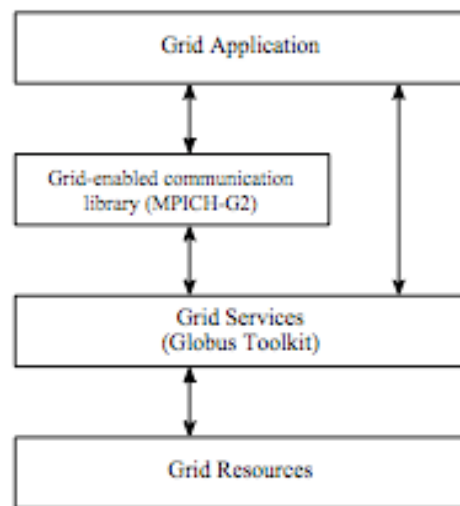 Grid Application
Grid-enabled communication
library (MPICH-G2)
Grid Services
(Globus Toolkit)
Grid Resources